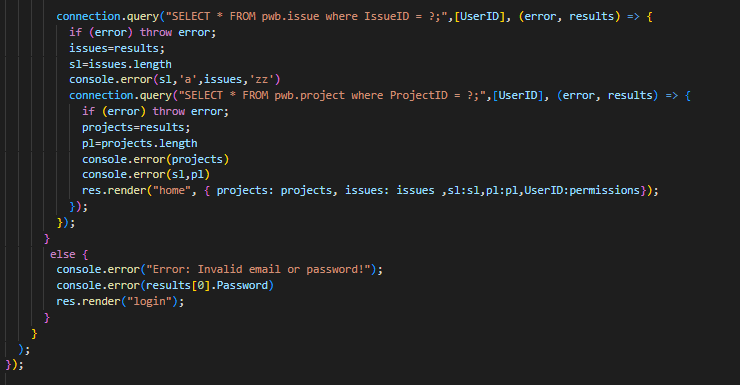 connection.query("SELECT * FROM pwb.issue where IssueID = ?;",[UserID], (error, results) => {
if (error) throw error;
issues=results;
sl=issues.length
console.error(sl,'a',issues,'zz')
connection.query("SELECT * FROM pwb.project where ProjectID = ?;",[UserID], (error, results) => {
if (error) throw error;
projects=results;
pl=projects.length
console.error(projects)
console.error(sl,pl)
res.render("home", { projects: projects, issues: issues ,sl:sl,pl:pl,UserID:permissions});
});
});
}
else {
console.error("Error: Invalid email or password!");
console.error(results[0].Password)
res.render("login");
}
}
);
});